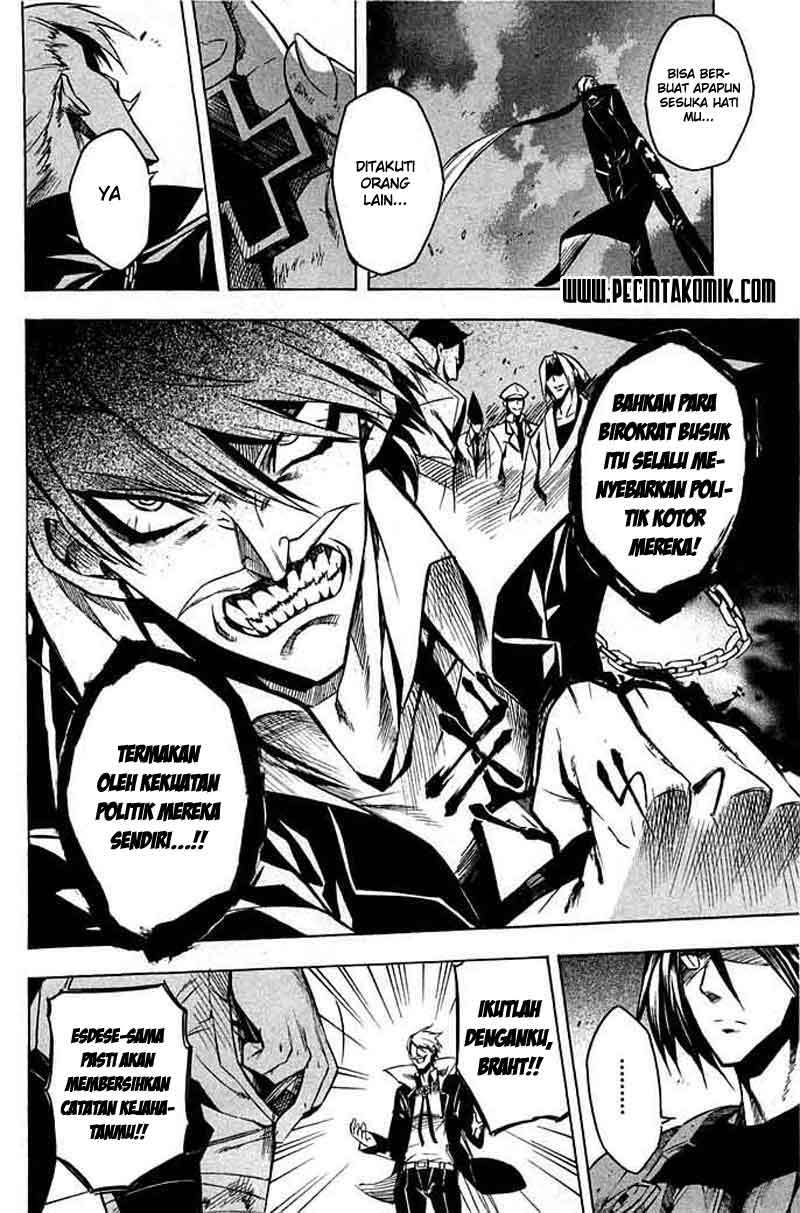 BISA BER-
BUAT APAPUN
SESUKA HATI
MU...
DITAKUTI
ORANG
LAIN...
YA
WWW.PECINTAKOMIK.COM
BAHKAN PARA
BIROKRAT BUSUK
ITU SELALU ME-
NYEBARKAN POLI-
TIK KOTOR
MEREKA!
TERMAKAN
OLEH KEKUATAN
POLITIK MEREKA
SENDIRI...!!
.........
IKUTLAH
DENGANKU,
BRAHT!!
ESDESE-SAMA
PASTI AKAN
MEMBERSIHKAN
CATATAN KEJAHA-
TANMU!!